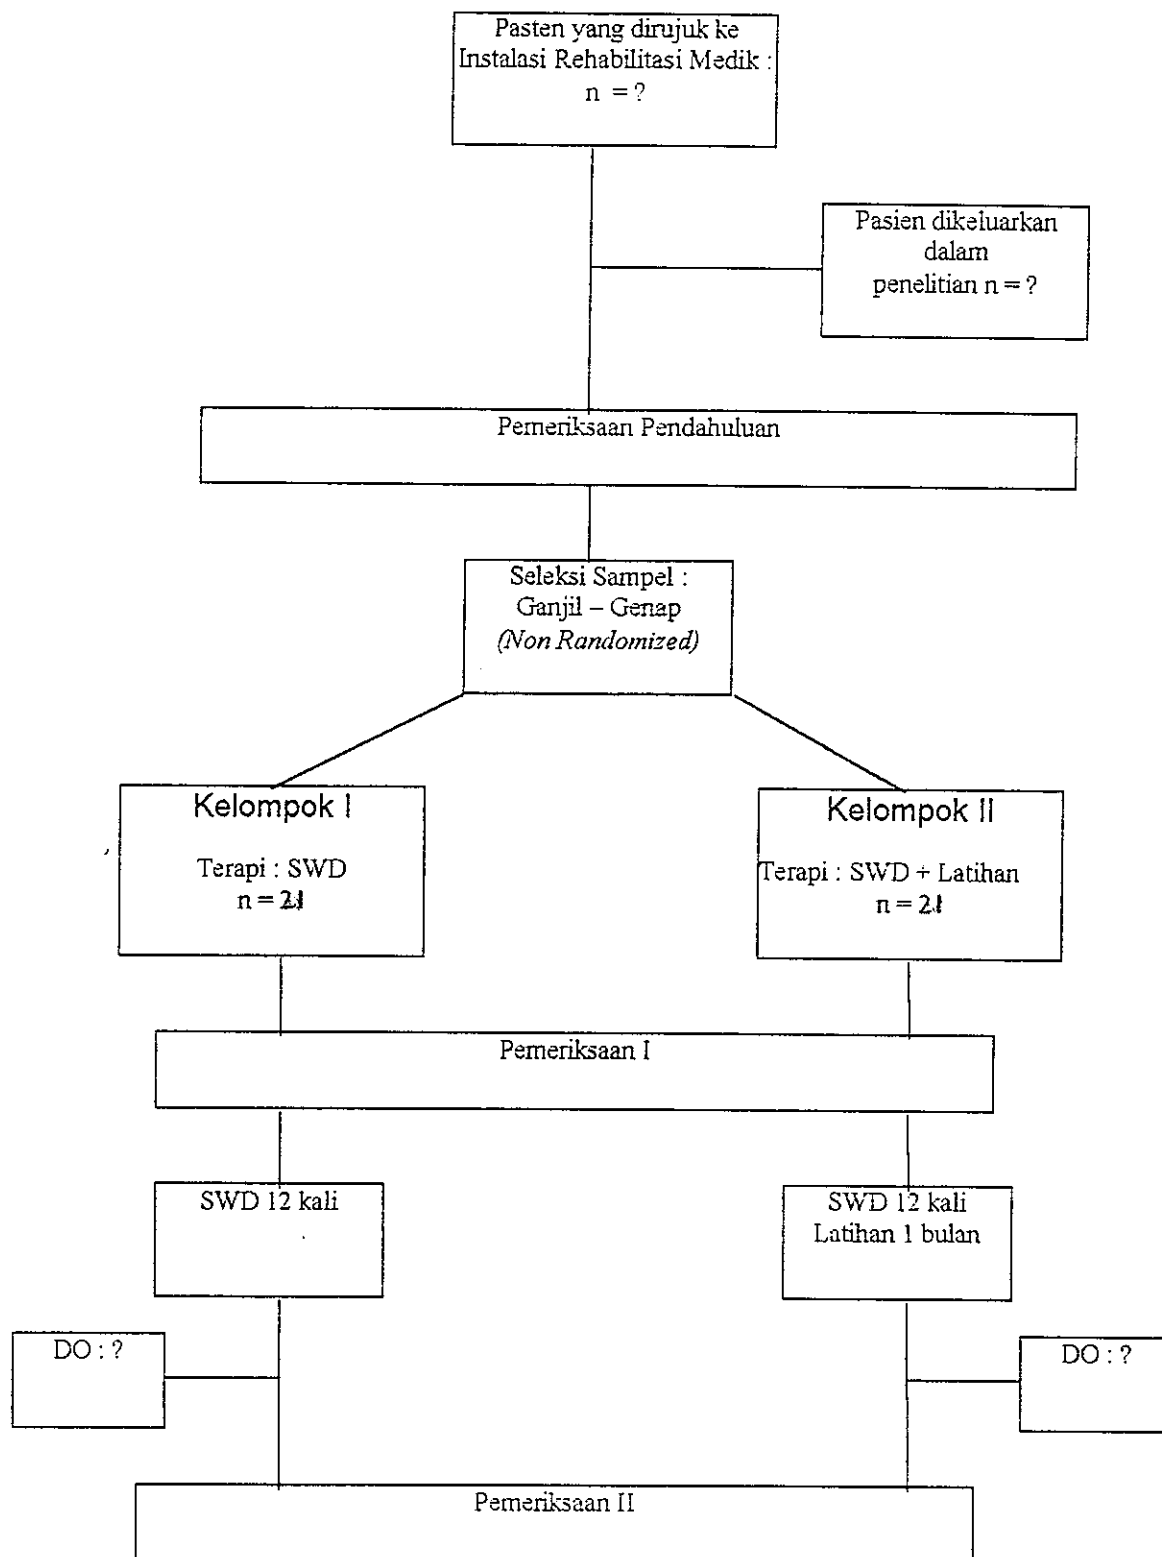 Pasien yang dirujuk ke
Instalasi Rehabilitasi Medik :
n = ?
Pasien dikeluarkan
dalam
penelitian n = ?
Pemeriksaan Pendahuluan
Seleksi Sampel :
Ganjil – Genap
(Non Randomized)
Kelompok I
Terapi : SWD
n = 21
Kelompok II
Terapi : SWD + Latihan
n = 21
Pemeriksaan I
SWD 12 kali
SWD 12 kali
Latihan 1 bulan
DO : ?
DO : ?
Pemeriksaan II